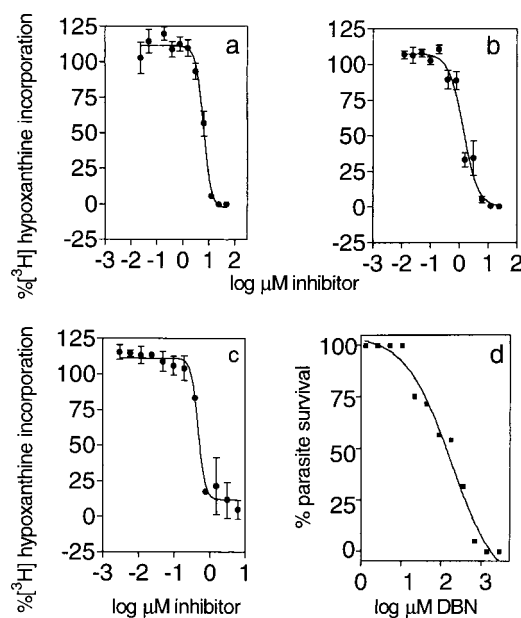 a
125
100
75
50
25
0
-25
-3 -2 -1 0 1 2
%[³H] hypoxanthine incorporation
b
125
100
75
50
25
0
-25
-3 -2 -1 0 1 2
log μM inhibitor
c
125
100
75
50
25
0
-25
-3 -2 -1 0 1
%[³H] hypoxanthine incorporation
log μM inhibitor
d
100
75
50
25
0
0 1 2 3
% parasite survival
log μM DBN